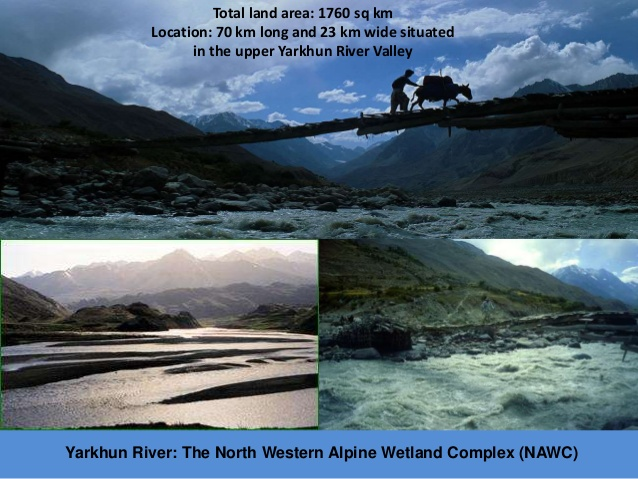 Total land area: 1760 sq km
Location: 70 km long and 23 km wide situated
in the upper Yarkhun River Valley
Yarkhun River: The North Western Alpine Wetland Complex (NAWC)